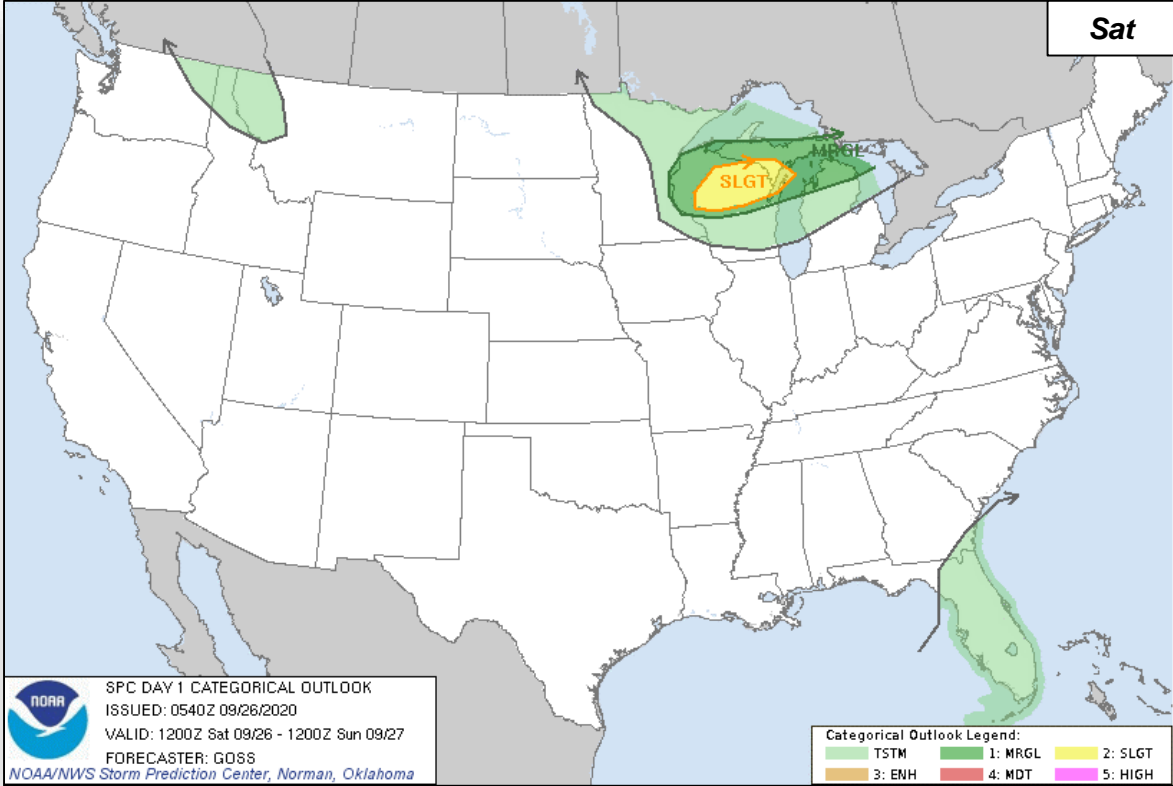 Sat
MRGL
SLGT
NOAA
SPC DAY 1 CATEGORICAL OUTLOOK
ISSUED: 0540Z 09/26/2020
VALID: 1200Z Sat 09/26 - 1200Z Sun 09/27
FORECASTER: GOSS
NOAA/NWS Storm Prediction Center, Norman, Oklahoma
Categorical Outlook Legend:
TSTM 1: MRGL 2: SLGT
3: ENH 4: MDT 5: HIGH